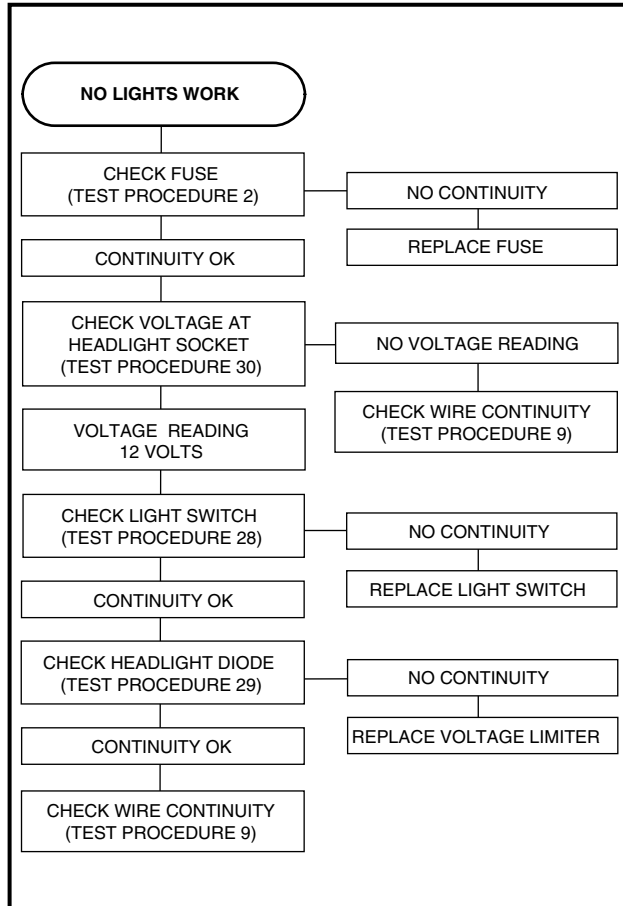 NO LIGHTS WORK
CHECK FUSE
(TEST PROCEDURE 2)
NO CONTINUITY
REPLACE FUSE
CONTINUITY OK
CHECK VOLTAGE AT
HEADLIGHT SOCKET
(TEST PROCEDURE 30)
NO VOLTAGE READING
CHECK WIRE CONTINUITY
(TEST PROCEDURE 9)
VOLTAGE READING
12 VOLTS
CHECK LIGHT SWITCH
(TEST PROCEDURE 28)
NO CONTINUITY
REPLACE LIGHT SWITCH
CONTINUITY OK
CHECK HEADLIGHT DIODE
(TEST PROCEDURE 29)
NO CONTINUITY
REPLACE VOLTAGE LIMITER
CONTINUITY OK
CHECK WIRE CONTINUITY
(TEST PROCEDURE 9)